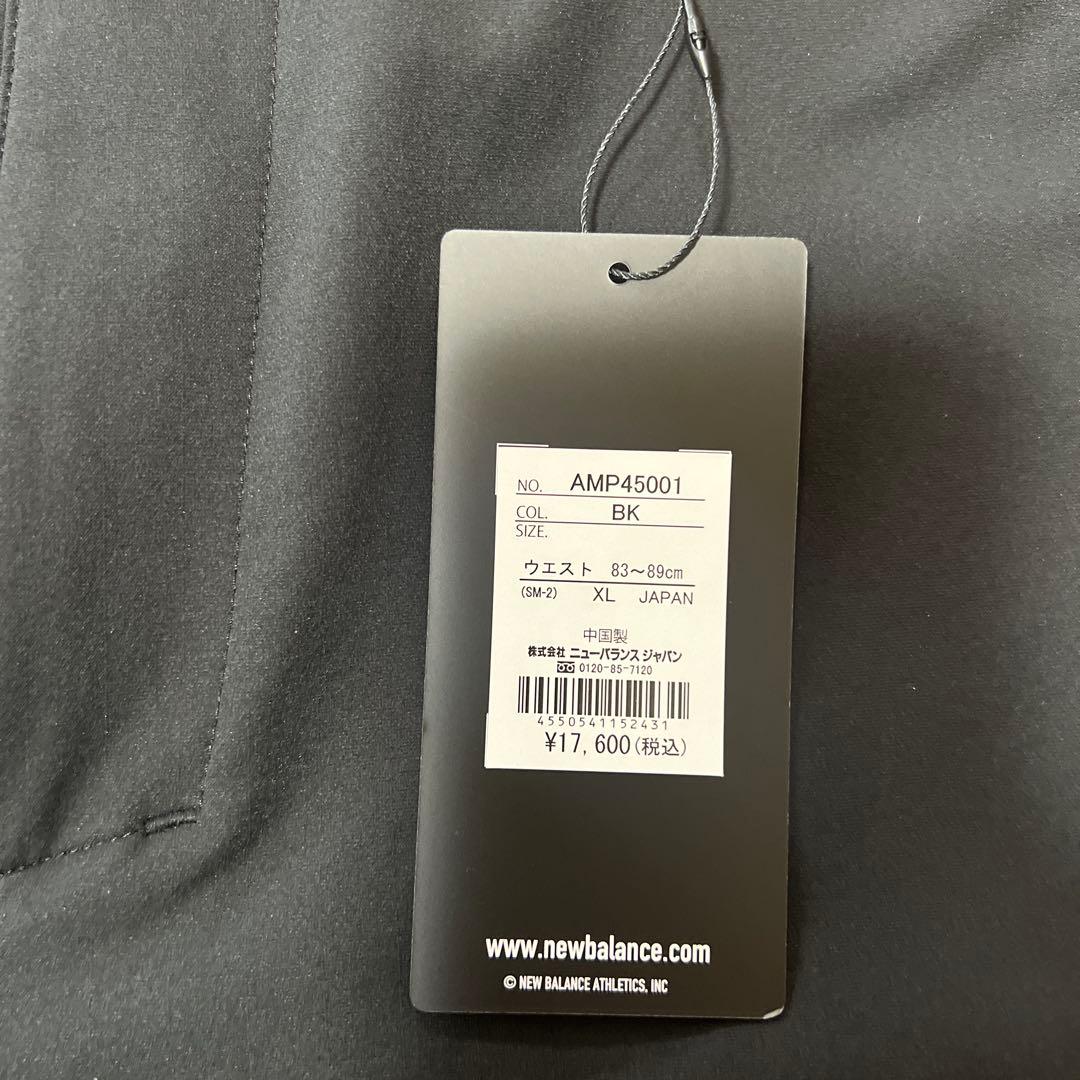 NO. AMP45001
COL. BK
SIZE.
ウエスト 83〜89cm
(SM-2) XL JAPAN
中国製
株式会社 ニューバランス ジャパン
0120-85-7120
4550541152431
¥17,600(税込)
www.newbalance.com
© NEW BALANCE ATHLETICS, INC